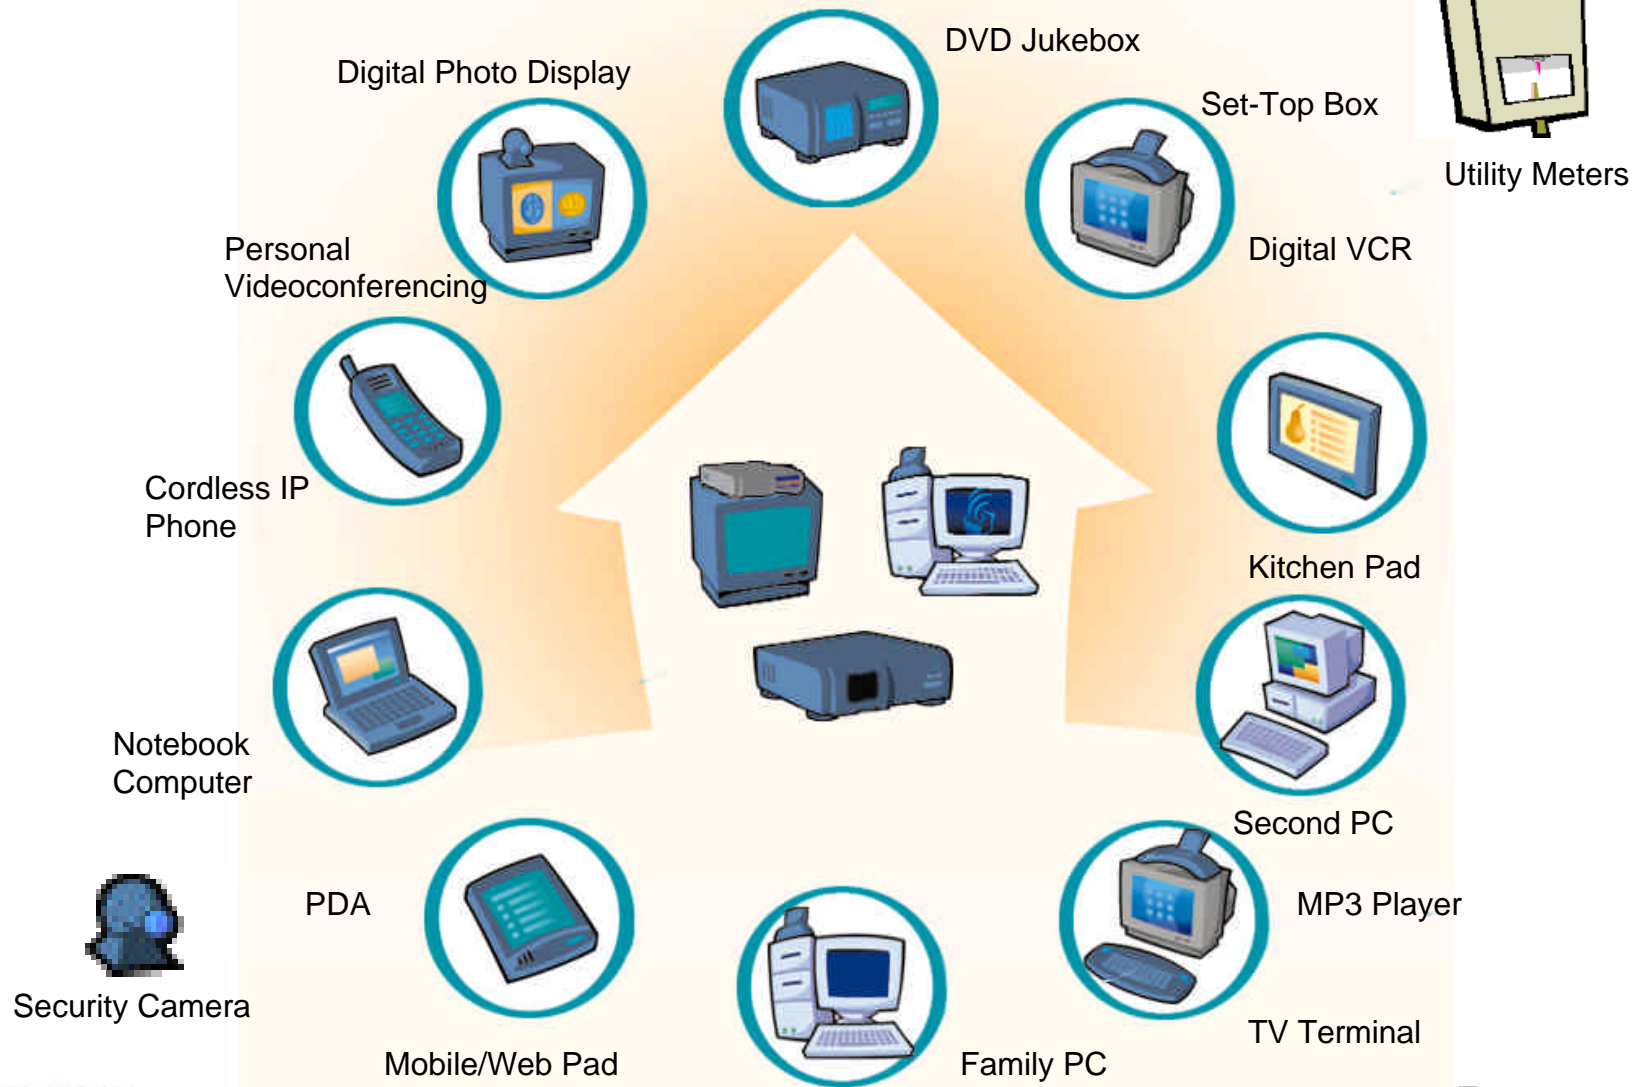 DVD Jukebox
Digital Photo Display
Set-Top Box
Utility Meters
Personal
Videoconferencing
Digital VCR
Cordless IP
Phone
Kitchen Pad
Notebook
Computer
Second PC
PDA
MP3 Player
Security Camera
TV Terminal
Mobile/Web Pad
Family PC